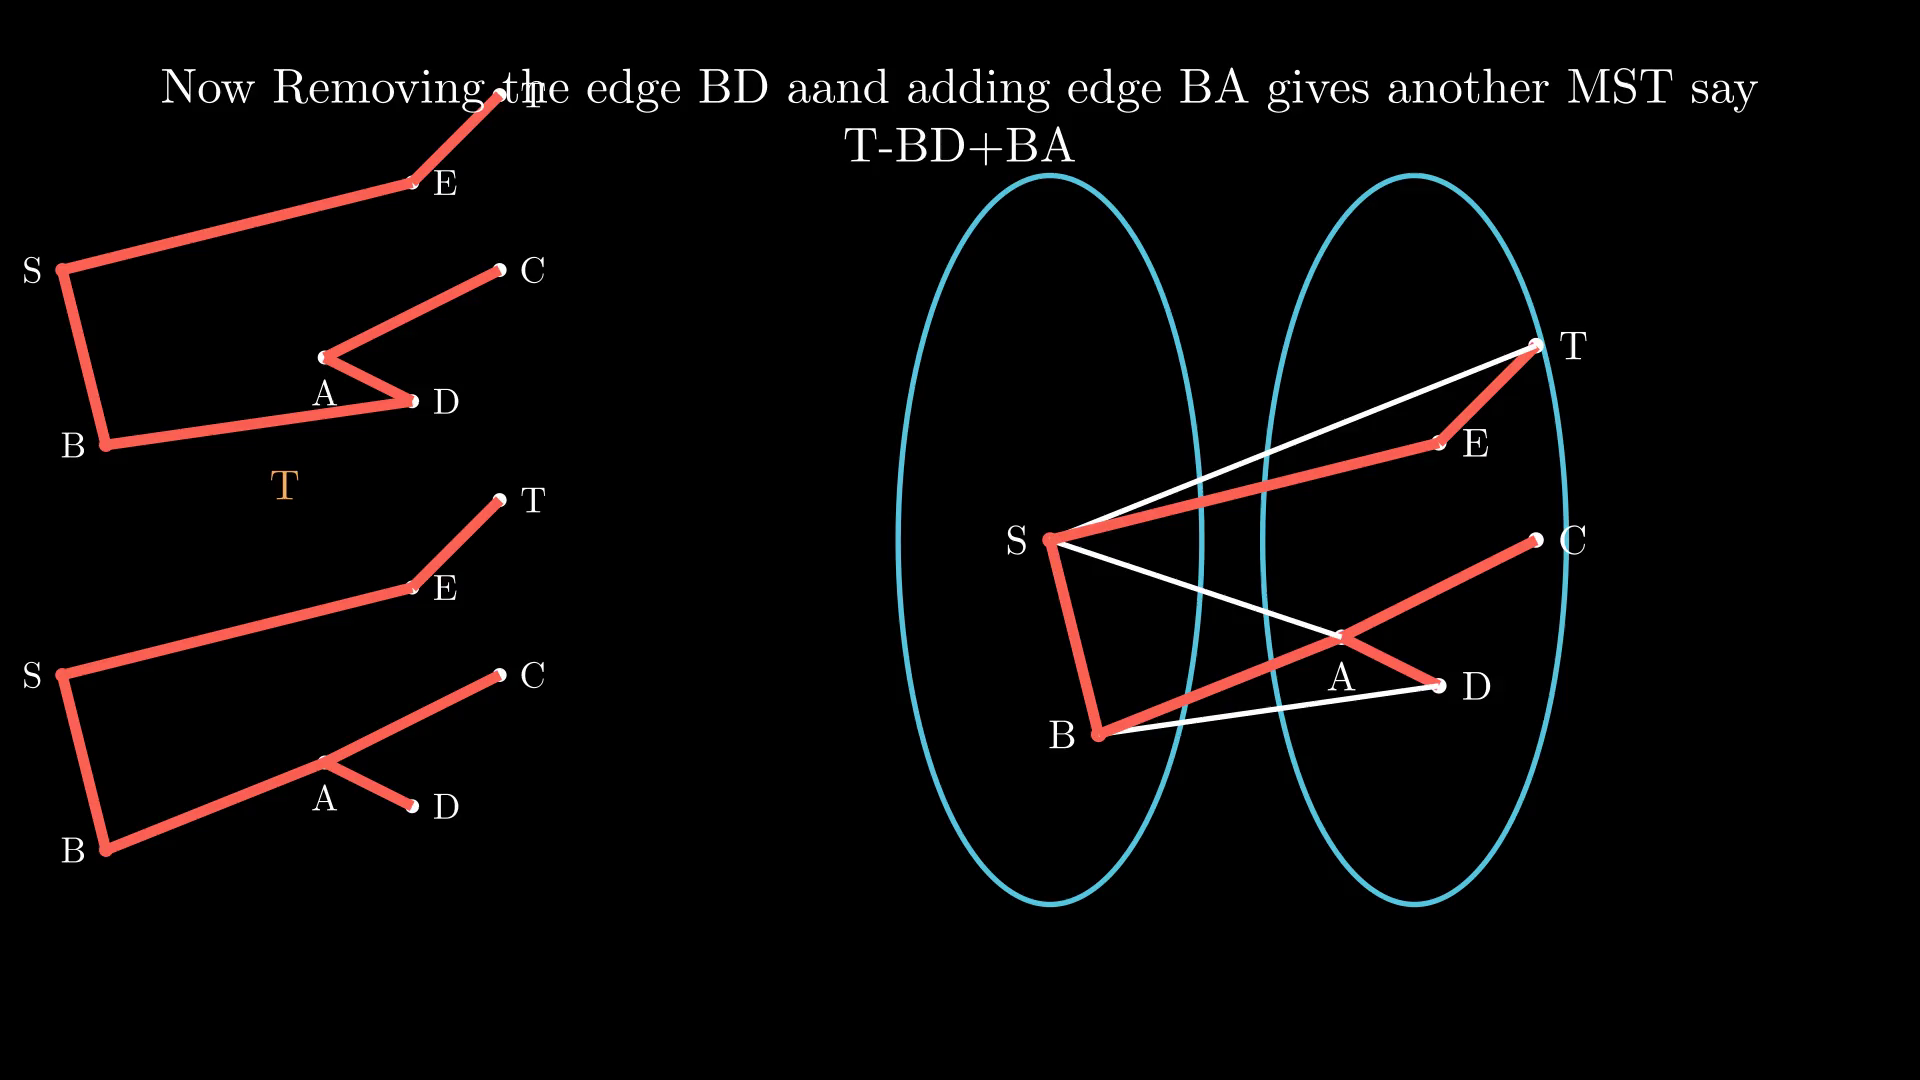 Now Removing the edge BD aand adding edge BA gives another MST say
T-BD+BA
T
E
S
C
A
D
B
T
T
E
S
C
A
D
B
T
E
S
C
A
D
B